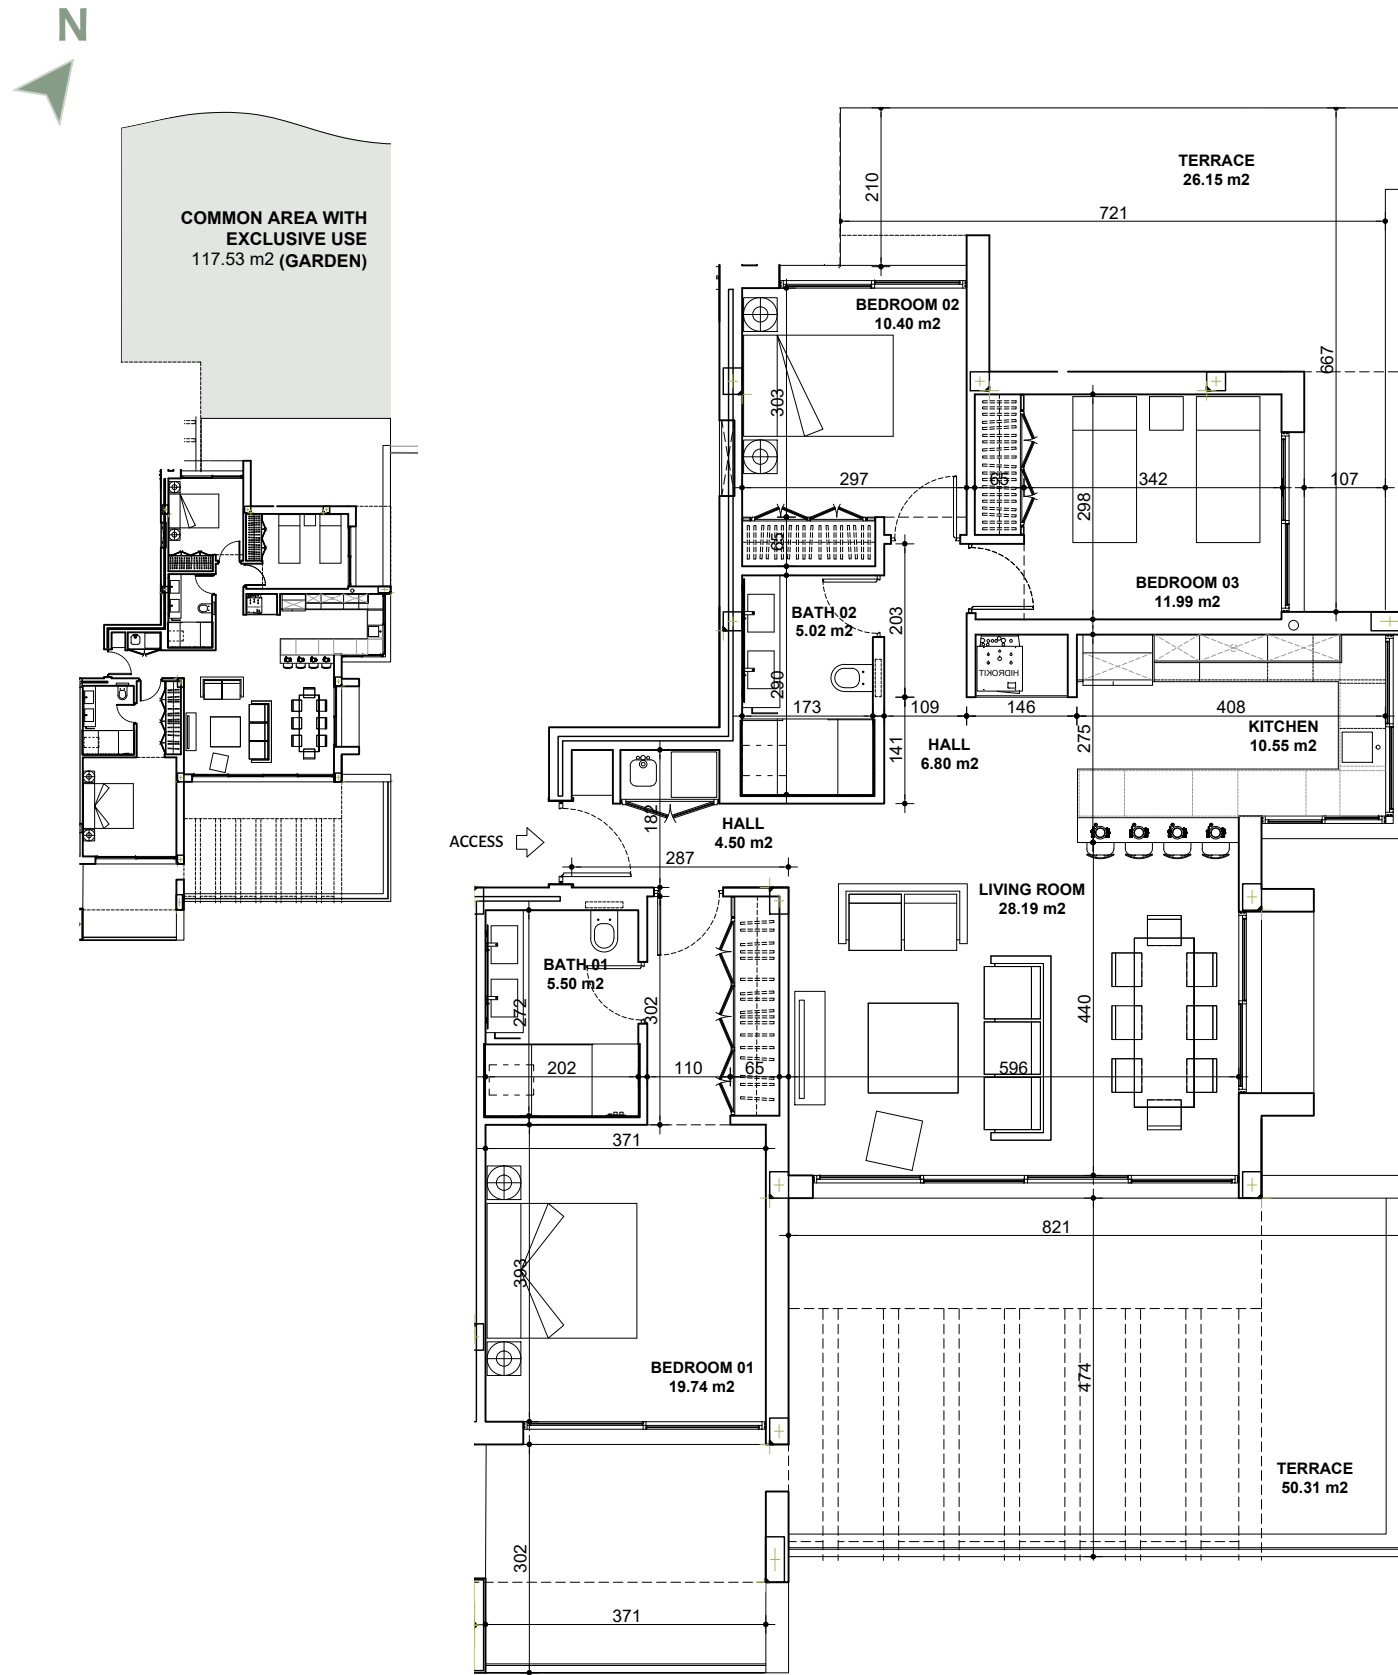 N
COMMON AREA WITH
EXCLUSIVE USE
117.53 m2 (GARDEN)
TERRACE
26.15 m2
210
721
667
BEDROOM 02
10.40 m2
303
297
65
342
107
298
65
BEDROOM 03
11.99 m2
BATH 02
5.02 m2
203
HIDROKIT
290
173
109
146
408
275
141
HALL
6.80 m2
KITCHEN
10.55 m2
182
HALL
4.50 m2
ACCESS
287
LIVING ROOM
28.19 m2
BATH 01
5.50 m2
272
302
440
202
110
65
596
371
821
393
BEDROOM 01
19.74 m2
474
TERRACE
50.31 m2
302
371